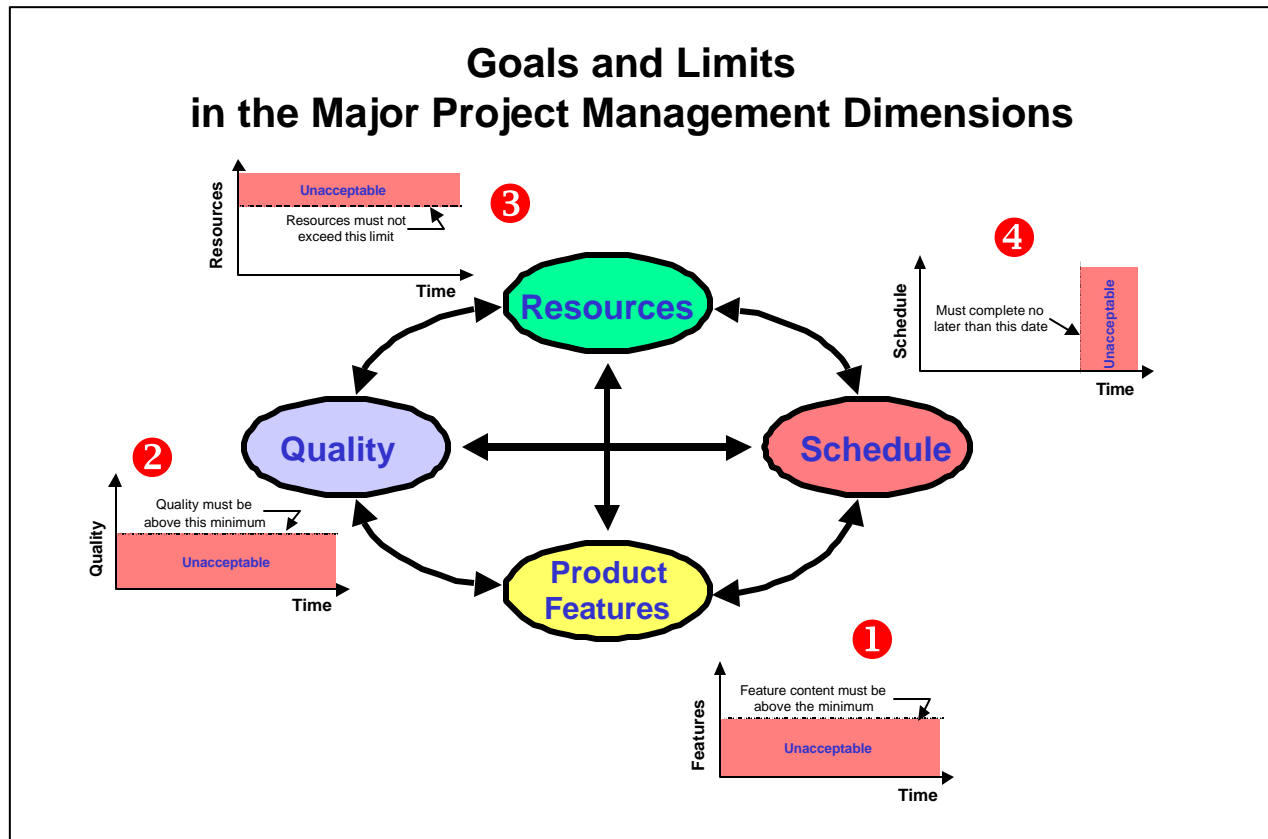 Goals and Limits
in the Major Project Management Dimensions
Resources
Unacceptable
Resources must not
exceed this limit
Time
3
4
Schedule
Must complete no
later than this date
Unacceptable
Time
Resources
Quality
Schedule
Product
Features
2
Quality
Quality must be
above this minimum
Unacceptable
Time
1
Features
Feature content must be
above the minimum
Unacceptable
Time